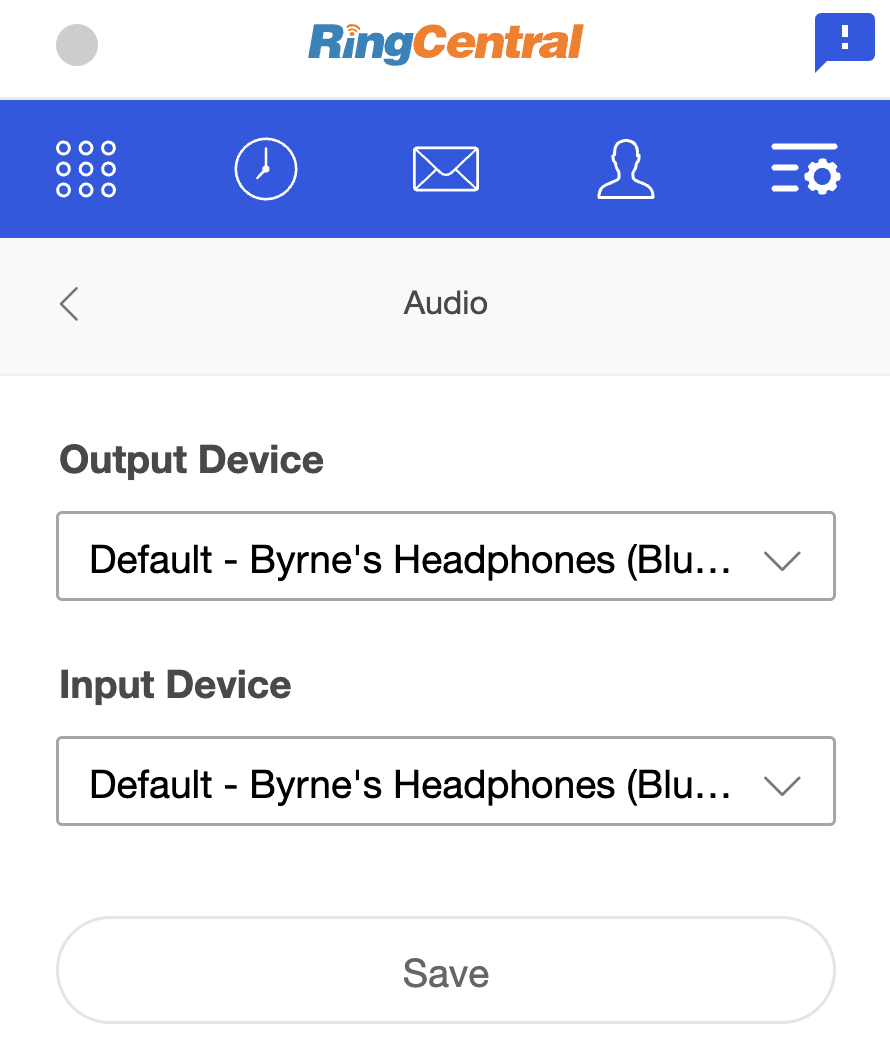 RingCentral
!
Audio
Output Device
Default - Byrne's Headphones (Blu...
Input Device
Default - Byrne's Headphones (Blu...
Save